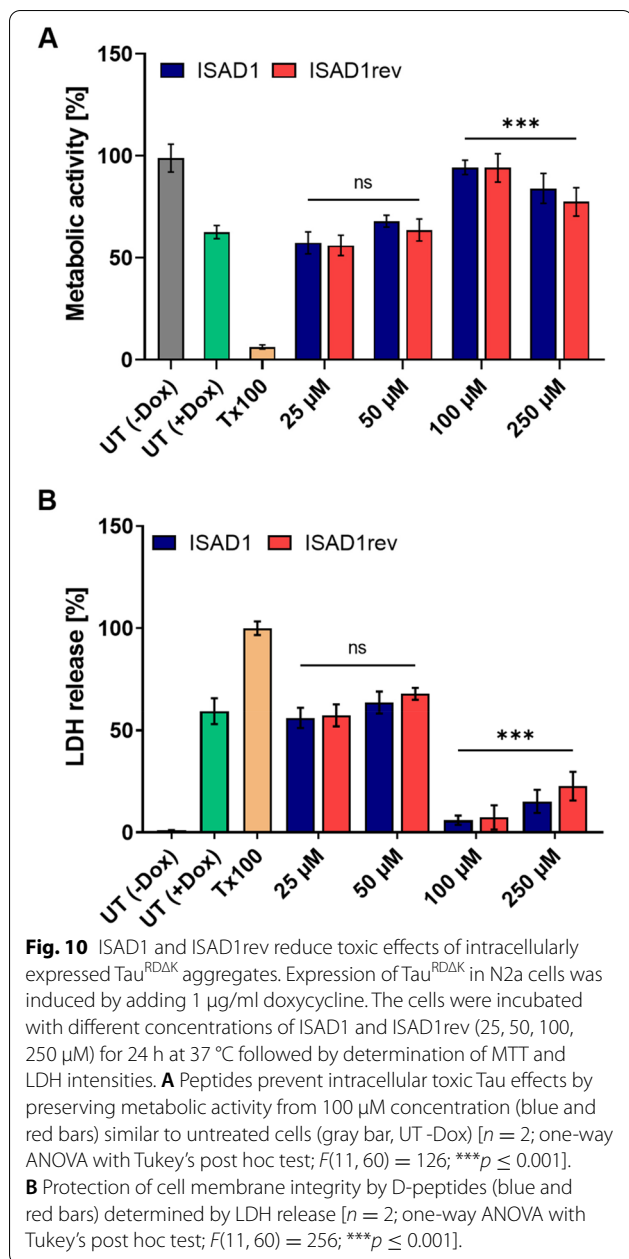 A
Metabolic activity [%]
150
100
50
0
ISAD1 ISAD1rev
ns
***
UT (-Dox) UT (+Dox) Tx100 25 µM 50 µM 100 µM 250 µM
B
LDH release [%]
150
100
50
0
ISAD1 ISAD1rev
ns
***
UT (-Dox) UT (+Dox) Tx100 25 µM 50 µM 100 µM 250 µM
Fig. 10 ISAD1 and ISAD1rev reduce toxic effects of intracellularly
expressed Tau^RDΔK aggregates. Expression of Tau^RDΔK in N2a cells was
induced by adding 1 µg/ml doxycycline. The cells were incubated
with different concentrations of ISAD1 and ISAD1rev (25, 50, 100,
250 µM) for 24 h at 37 °C followed by determination of MTT and
LDH intensities. A Peptides prevent intracellular toxic Tau effects by
preserving metabolic activity from 100 µM concentration (blue and
red bars) similar to untreated cells (gray bar, UT -Dox) [n = 2; one-way
ANOVA with Tukey's post hoc test; F(11, 60) = 126; ***p ≤ 0.001].
B Protection of cell membrane integrity by D-peptides (blue and
red bars) determined by LDH release [n = 2; one-way ANOVA with
Tukey's post hoc test; F(11, 60) = 256; ***p ≤ 0.001].